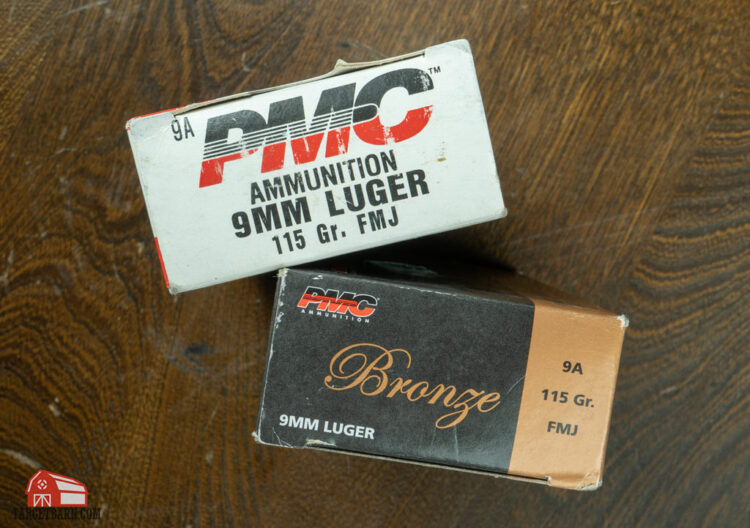 9A
PMC™
AMMUNITION
9MM LUGER
115 Gr. FMJ
PMC
AMMUNITION
Bronze
9MM LUGER
9A
115 Gr.
FMJ
TARGETBARN.COM